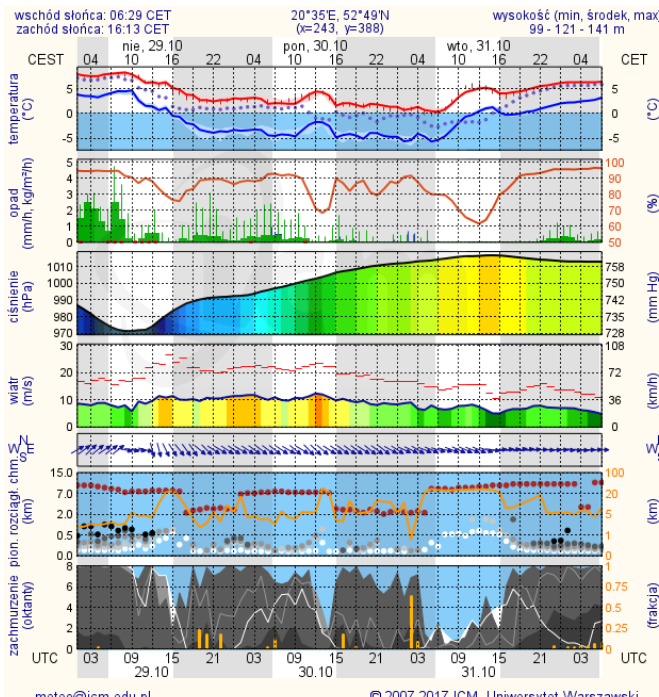 wschód słońca: 06:29 CET 20°35'E, 52°49'N wysokość (min, środek, max)
zachód słońca: 16:13 CET (x=243, y=388) 99 - 121 - 141 m
nie, 29.10 pon, 30.10 wto, 31.10
CEST 04 10 16 22 04 10 16 22 04 10 16 22 04 CET
temperatura (°C)
5 0 -5
5 0 -5
opad (mm/h, kg/m²/h)
5 4 3 2 1 0
100 90 80 70 60 50
(%)
ciśnienie (hPa)
1010 1000 990 980 970
758 750 742 735 728
(mm Hg)
wiatr (m/s)
30 20 10 0
108 72 36 0
(km/h)
N W E S
N W S
pion. rozciągł. chm. (km)
15.0 7.0 2.0 0.5 0.0
100 20 5 2 0
(km)
zachmurzenie (oktanty)
8 6 4 2 0
1 0.75 0.5 0.25 0
(frakcja)
UTC 03 09 15 21 03 09 15 21 03 09 15 21 03 UTC
29.10 30.10 31.10
meteo@icm.edu.pl © 2007-2017 ICM, Uniwersytet Warszawski